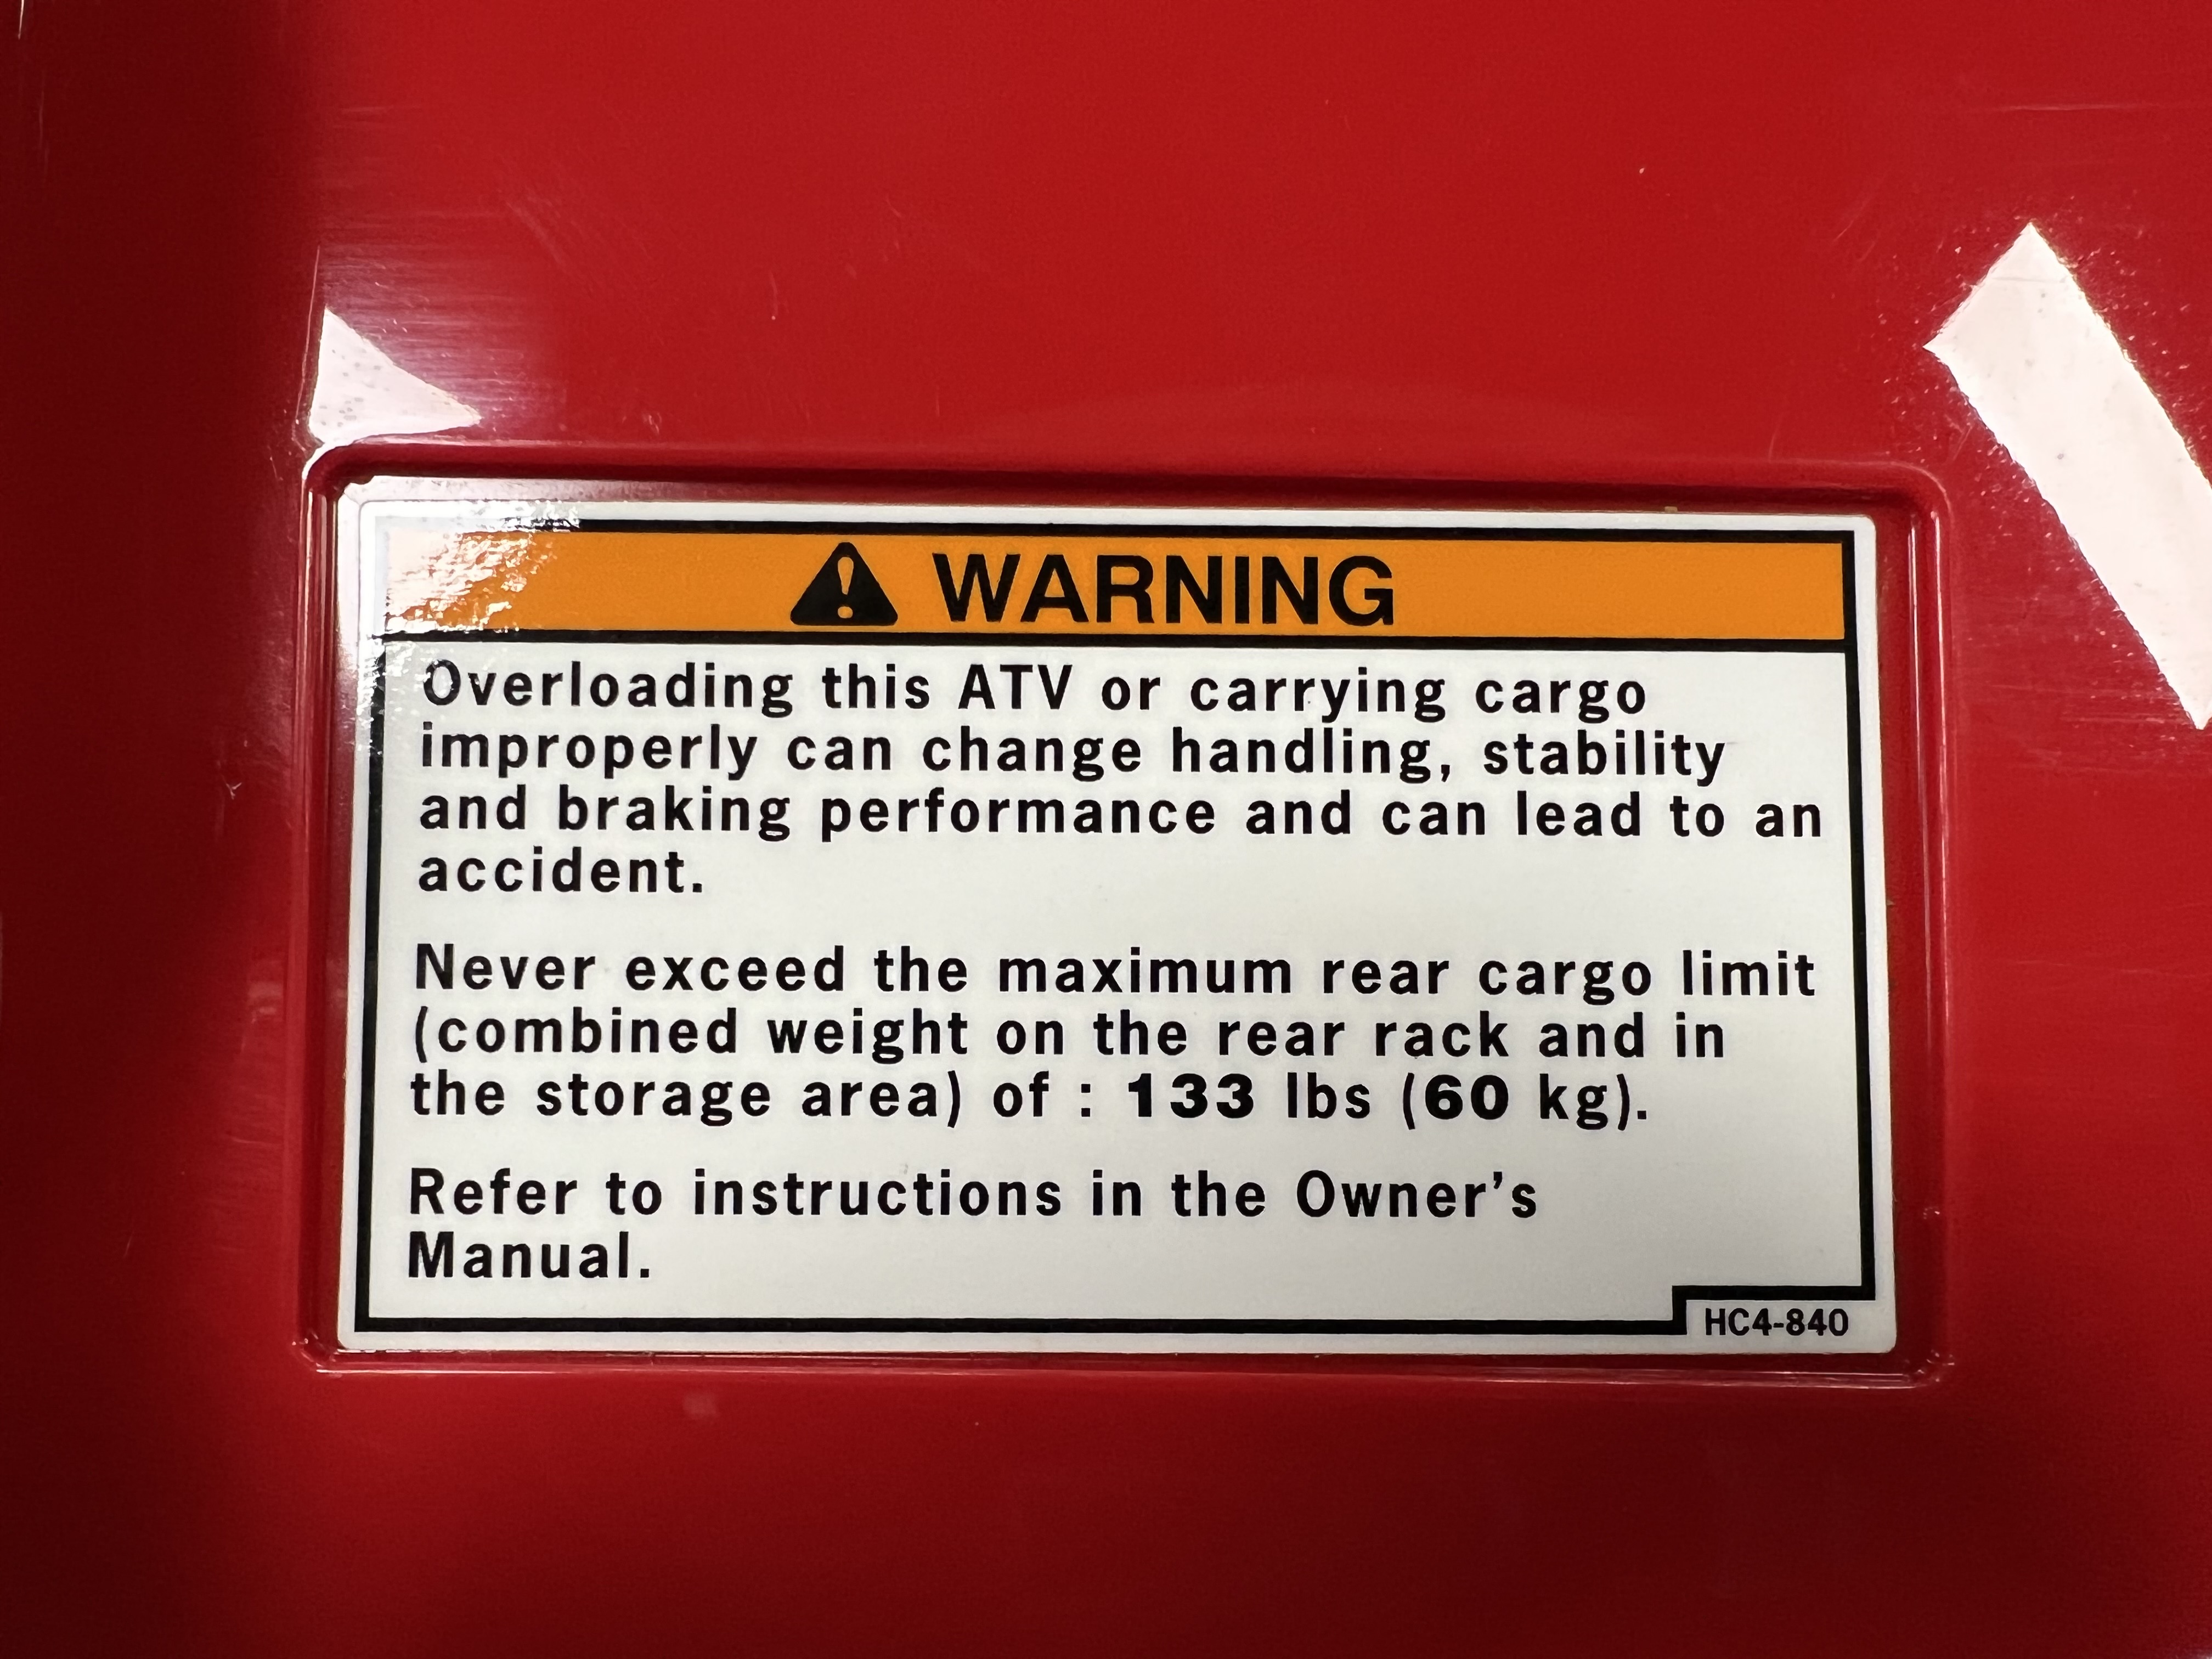 WARNING
Overloading this ATV or carrying cargo
improperly can change handling, stability
and braking performance and can lead to an
accident.
Never exceed the maximum rear cargo limit
(combined weight on the rear rack and in
the storage area) of : 133 lbs (60 kg).
Refer to instructions in the Owner’s
Manual.
HC4-840